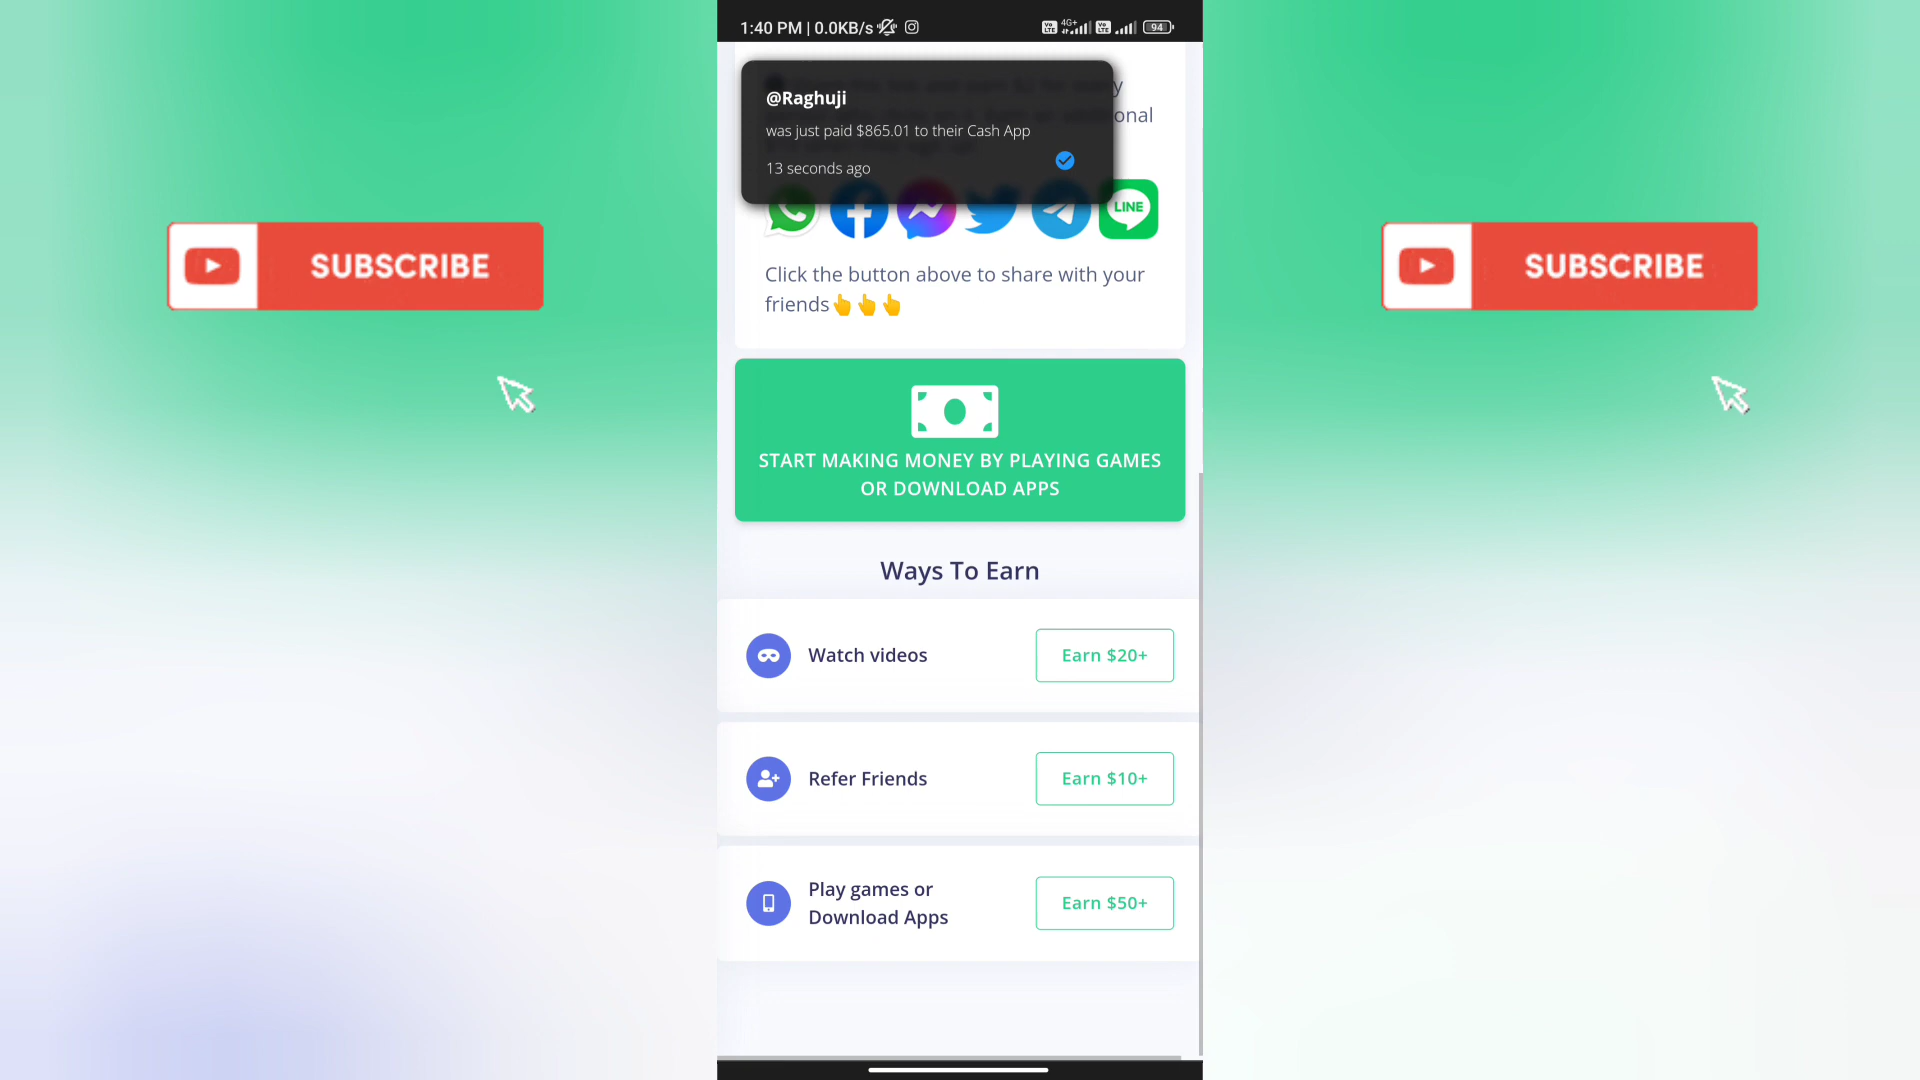 1:40 PM | 0.0KB/s
4G+
94
@Raghuji
was just paid $865.01 to their Cash App
13 seconds ago
y
onal
LINE
Click the button above to share with your
friends👆👆👆
SUBSCRIBE
SUBSCRIBE
START MAKING MONEY BY PLAYING GAMES
OR DOWNLOAD APPS
Ways To Earn
Watch videos
Earn $20+
Refer Friends
Earn $10+
Play games or
Download Apps
Earn $50+